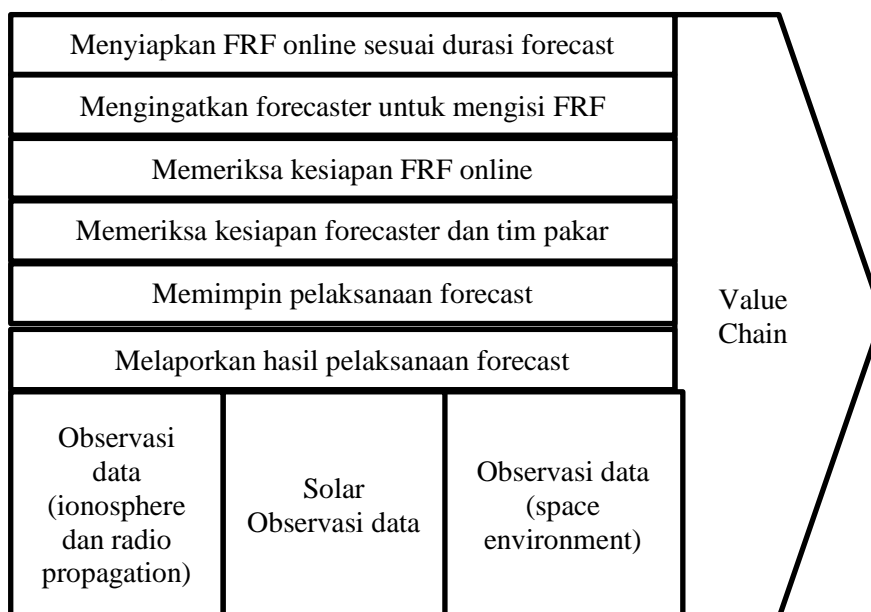 Menyiapkan FRF online sesuai durasi forecast
Mengingatkan forecaster untuk mengisi FRF
Memeriksa kesiapan FRF online
Memeriksa kesiapan forecaster dan tim pakar
Memimpin pelaksanaan forecast
Melaporkan hasil pelaksanaan forecast
Value
Chain
Observasi
data
(ionosphere
dan radio
propagation)
Solar
Observasi data
Observasi data
(space
environment)